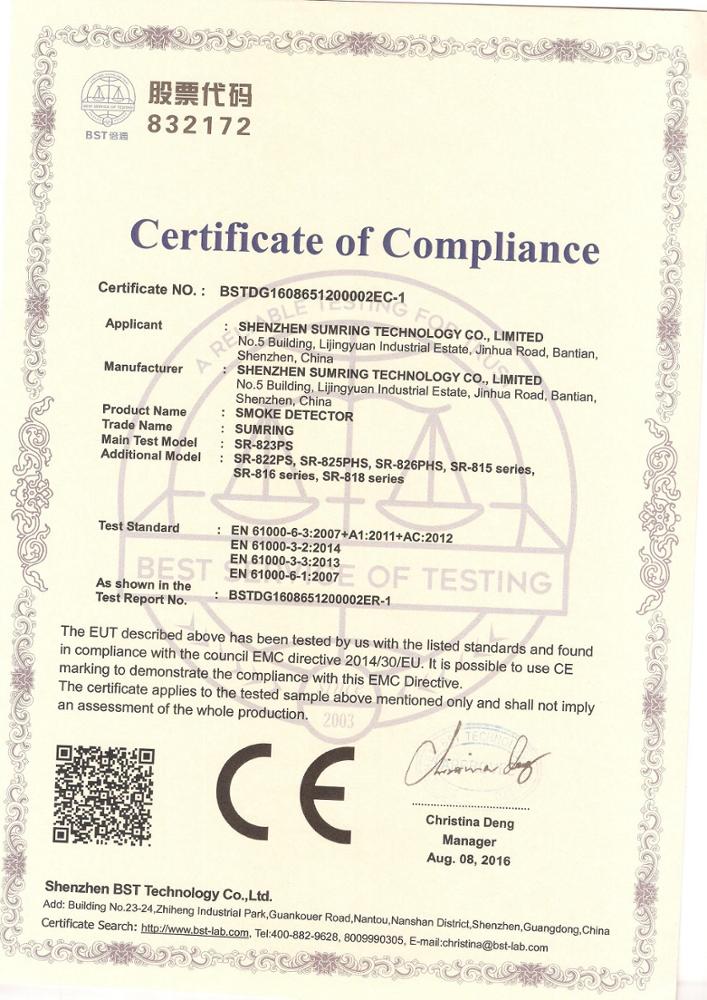 股票代码
832172
BST倍通
Certificate of Compliance
Certificate NO. : BSTDG1608651200002EC-1
Applicant : SHENZHEN SUMRING TECHNOLOGY CO., LIMITED
No.5 Building, Lijingyuan Industrial Estate, Jinhua Road, Bantian,
Shenzhen, China
Manufacturer : SHENZHEN SUMRING TECHNOLOGY CO., LIMITED
No.5 Building, Lijingyuan Industrial Estate, Jinhua Road, Bantian,
Shenzhen, China
Product Name : SMOKE DETECTOR
Trade Name : SUMRING
Main Test Model : SR-823PS
Additional Model : SR-822PS, SR-825PHS, SR-826PHS, SR-815 series,
SR-816 series, SR-818 series
Test Standard : EN 61000-6-3:2007+A1:2011+AC:2012
EN 61000-3-2:2014
EN 61000-3-3:2013
EN 61000-6-1:2007
BEST OF TESTING
As shown in the
Test Report No. : BSTDG1608651200002ER-1
The EUT described above has been tested by us with the listed standards and found
in compliance with the council EMC directive 2014/30/EU. It is possible to use CE
marking to demonstrate the compliance with this EMC Directive.
The certificate applies to the tested sample above mentioned only and shall not imply
an assessment of the whole production.
2003
CE
Christina Deng
Christina Deng
Manager
Aug. 08, 2016
Shenzhen BST Technology Co.,Ltd.
Add: Building No.23-24,Zhiheng Industrial Park,Guankouer Road,Nantou,Nanshan District,Shenzhen,Guangdong,China
Certificate Search: http://www.bst-lab.com, Tel:400-882-9628, 8009990305, E-mail:christina@bst-lab.com